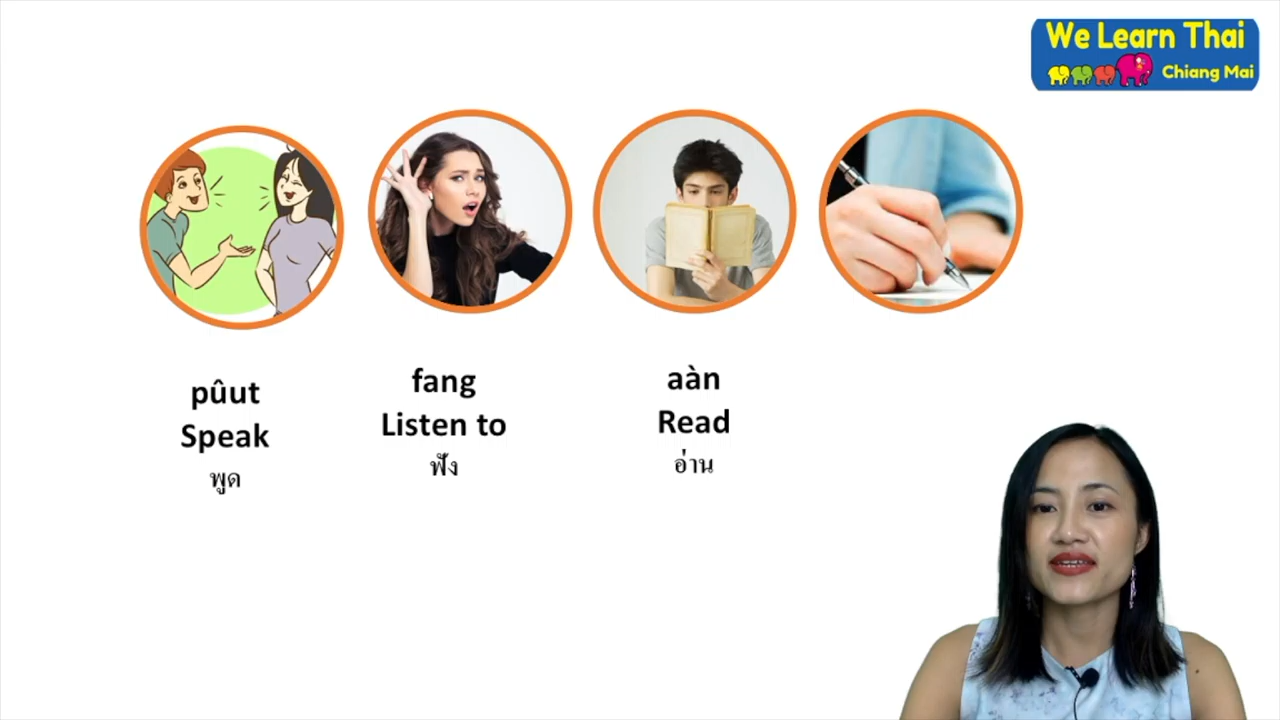 We Learn Thai
Chiang Mai
pûut
Speak
พูด
fang
Listen to
ฟัง
aàn
Read
อ่าน